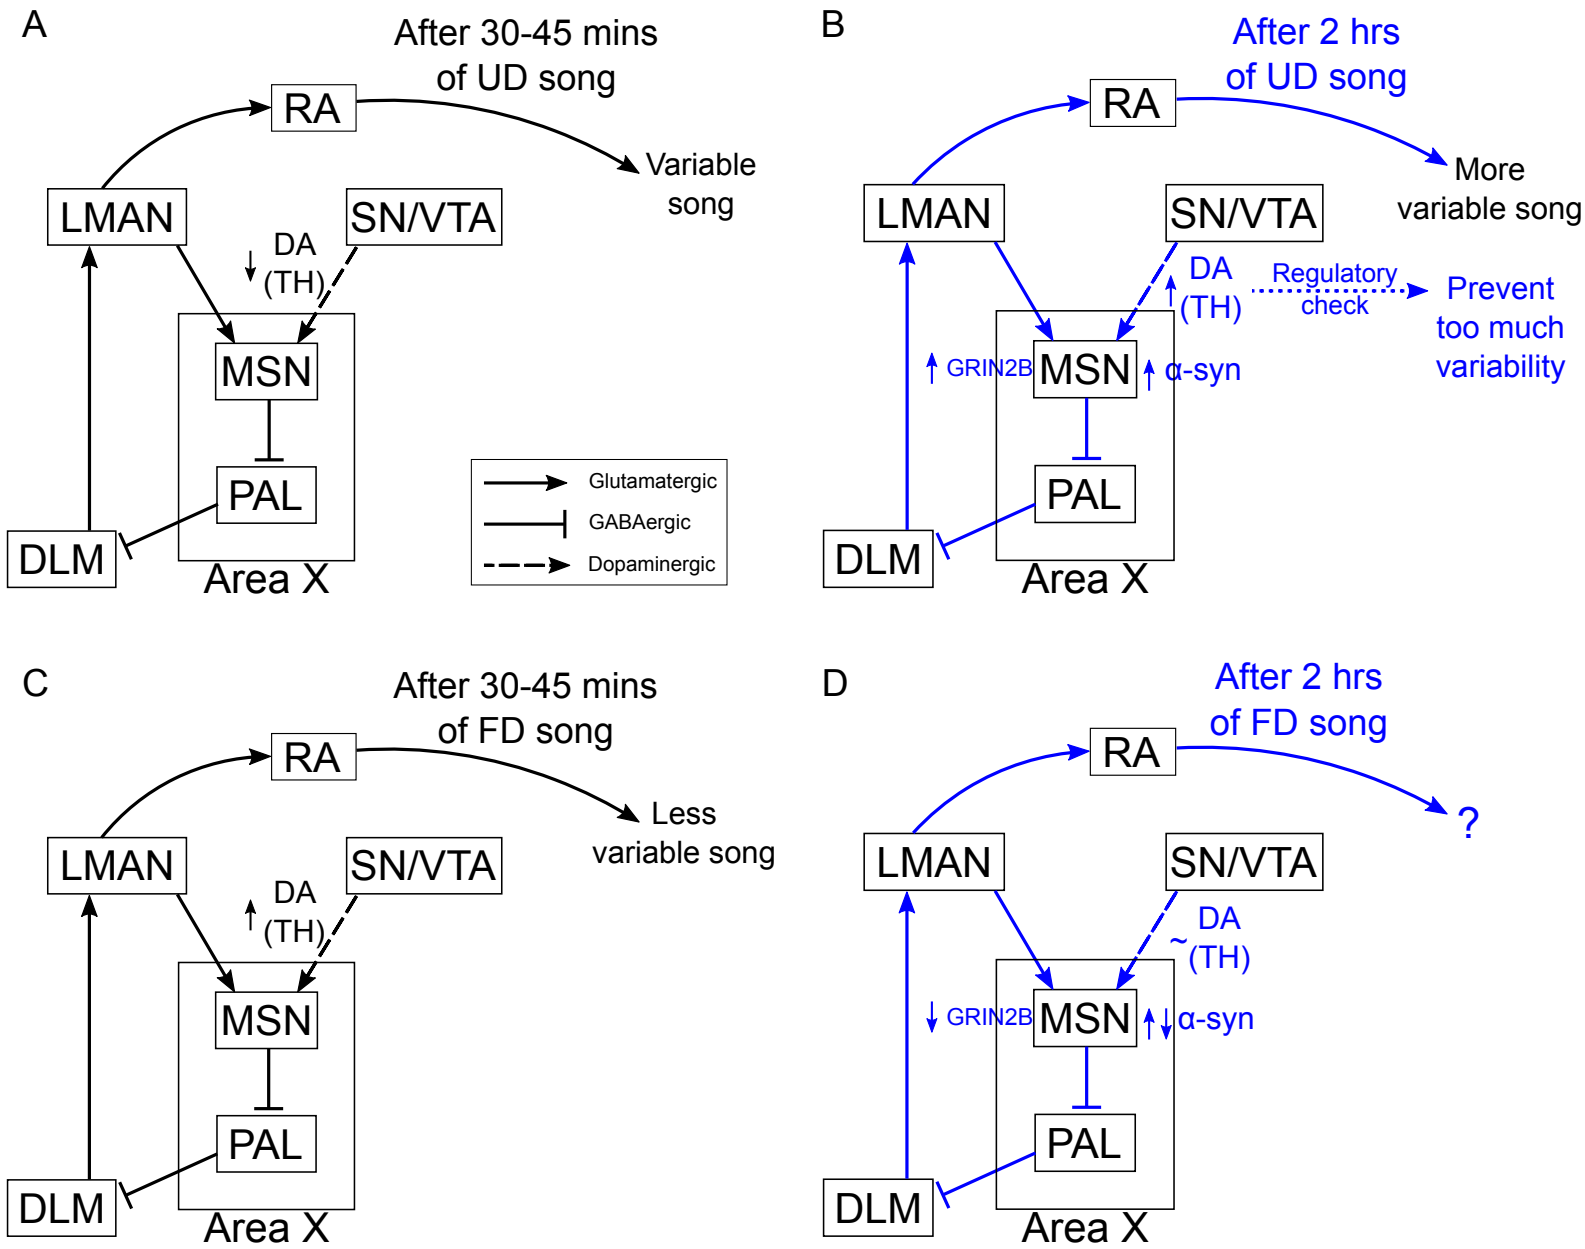 A
After 30-45 mins
of UD song
RA
Variable
song
LMAN
SN/VTA
↓ DA
(TH)
MSN
PAL
DLM
Area X
Glutamatergic
GABAergic
Dopaminergic
B
After 2 hrs
of UD song
RA
More
variable song
LMAN
SN/VTA
↑ DA
(TH)
Regulatory
check
Prevent
too much
variability
↑ GRIN2B
MSN
↑ α-syn
PAL
DLM
Area X
C
After 30-45 mins
of FD song
RA
Less
variable song
LMAN
SN/VTA
↑ DA
(TH)
MSN
PAL
DLM
Area X
D
After 2 hrs
of FD song
RA
?
LMAN
SN/VTA
DA
~(TH)
↓ GRIN2B
MSN
↑↓ α-syn
PAL
DLM
Area X